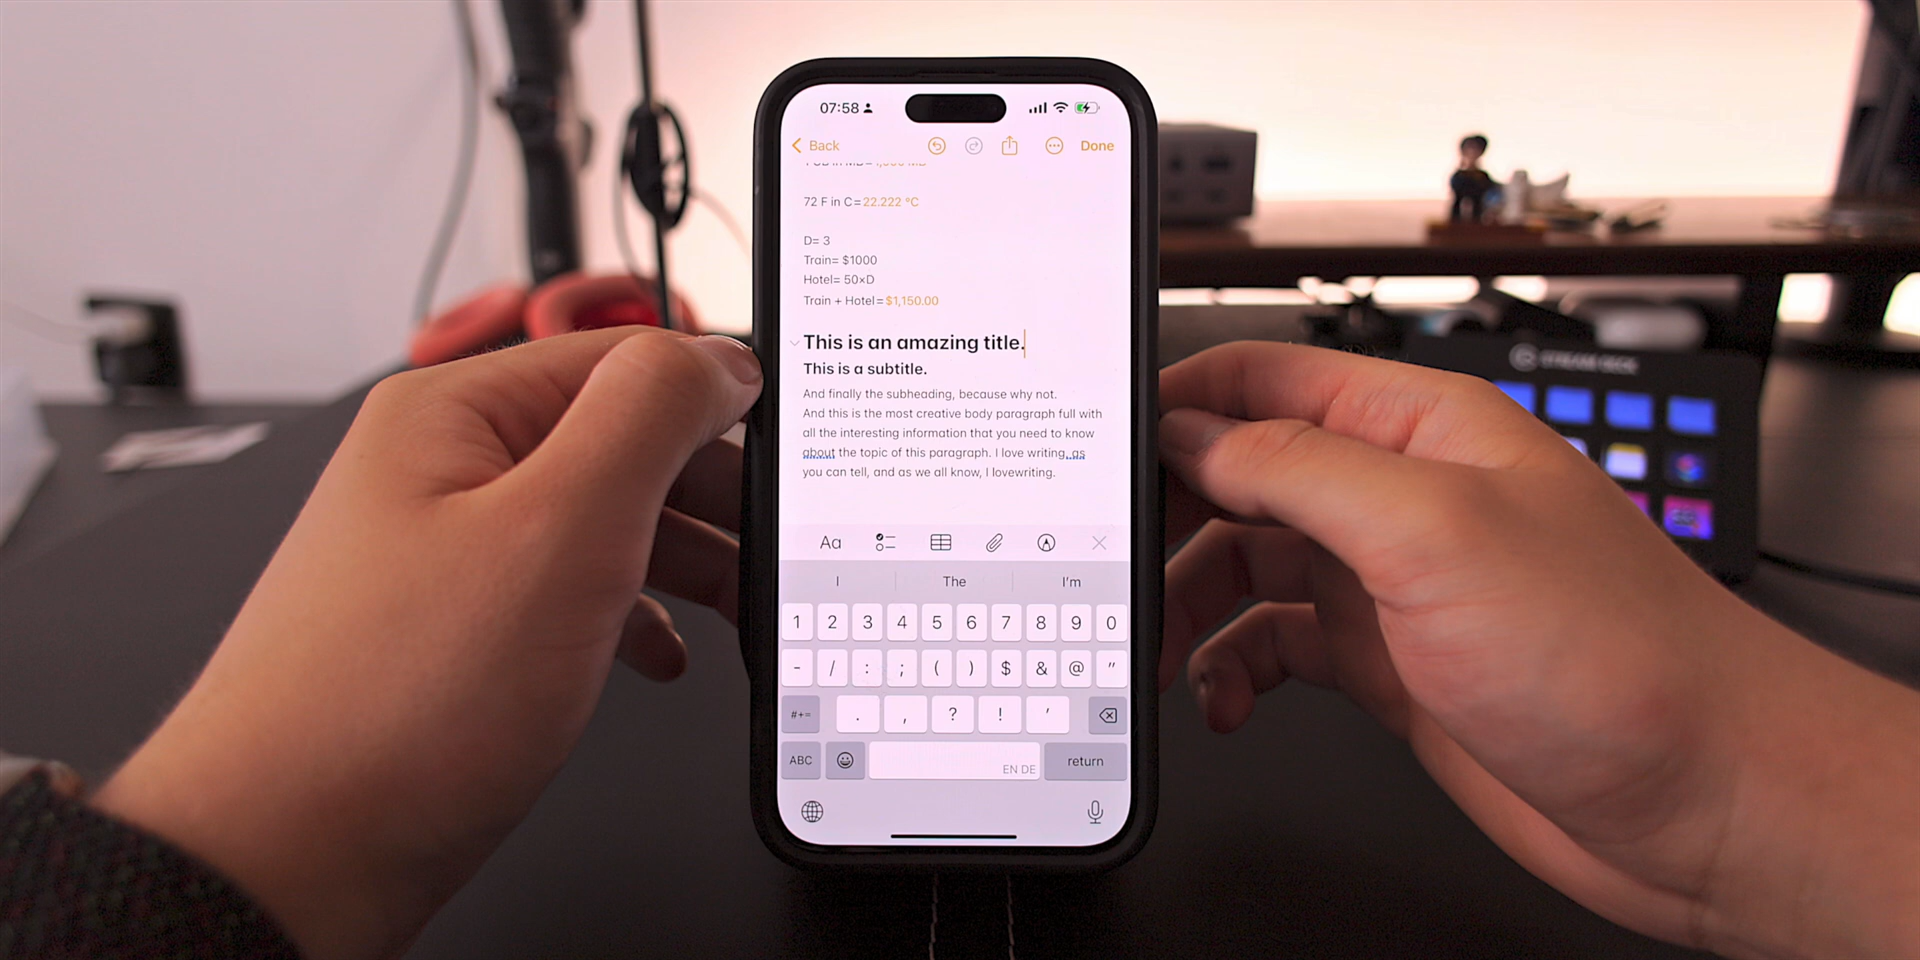 07:58
Back
Done
72 F in C=22.222 °C
D= 3
Train= $1000
Hotel= 50×D
Train + Hotel=$1,150.00
This is an amazing title.
This is a subtitle.
And finally the subheading, because why not.
And this is the most creative body paragraph full with
all the interesting information that you need to know
about the topic of this paragraph. I love writing, as
you can tell, and as we all know, I lovewriting.
Aa
I The I'm
1 2 3 4 5 6 7 8 9 0
- / : ; ( ) $ & @ "
#+= . , ? ! '
ABC EN DE return
STREAM DECK